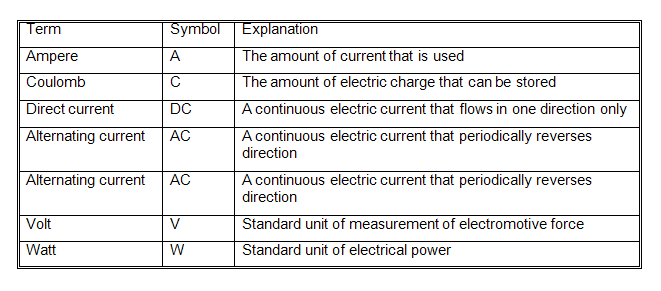 Term Symbol Explanation
Ampere A The amount of current that is used
Coulomb C The amount of electric charge that can be stored
Direct current DC A continuous electric current that flows in one direction only
Alternating current AC A continuous electric current that periodically reverses
direction
Alternating current AC A continuous electric current that periodically reverses
direction
Volt V Standard unit of measurement of electromotive force
Watt W Standard unit of electrical power